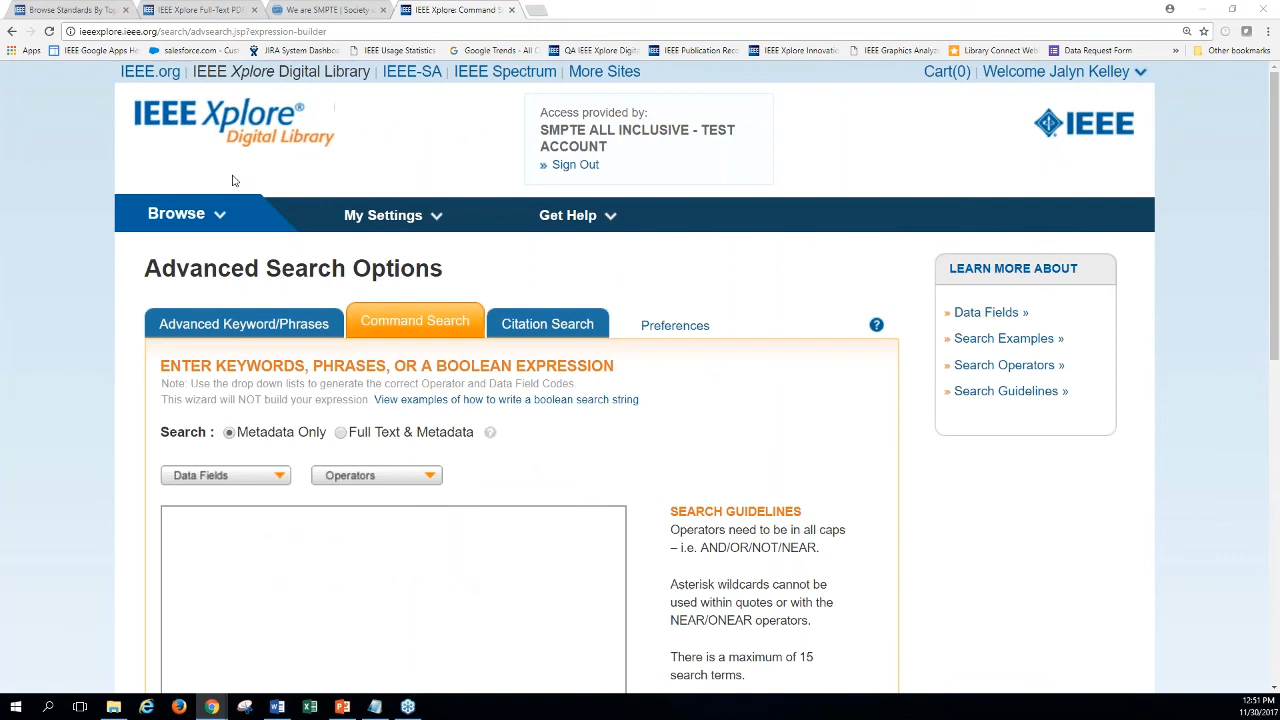 Browse Standards By Top
IEEE Xplore Full-Text PDF
We are SMPTE | Society o
IEEE Xplore: Command S
ieeexplore.ieee.org/search/advsearch.jsp?expression-builder
Apps IEEE Google Apps H salesforce.com - Cus JIRA System Dashboar IEEE Usage Statistics Google Trends - All C QA IEEE Xplore Digit IEEE Publication Reco IEEE Xplore Innovatio IEEE Graphics Analyz Library Connect Web Data Request Form » Other bookmarks
IEEE.org | IEEE Xplore Digital Library | IEEE-SA | IEEE Spectrum | More Sites Cart(0) | Welcome Jalyn Kelley
IEEE Xplore®
Digital Library
Access provided by:
SMPTE ALL INCLUSIVE - TEST
ACCOUNT
» Sign Out
IEEE
Browse My Settings Get Help
Advanced Search Options
Advanced Keyword/Phrases Command Search Citation Search Preferences ?
ENTER KEYWORDS, PHRASES, OR A BOOLEAN EXPRESSION
Note: Use the drop down lists to generate the correct Operator and Data Field Codes
This wizard will NOT build your expression View examples of how to write a boolean search string
Search : Metadata Only Full Text & Metadata ?
Data Fields Operators
SEARCH GUIDELINES
Operators need to be in all caps
– i.e. AND/OR/NOT/NEAR.
Asterisk wildcards cannot be
used within quotes or with the
NEAR/ONEAR operators.
There is a maximum of 15
search terms.
LEARN MORE ABOUT
» Data Fields »
» Search Examples »
» Search Operators »
» Search Guidelines »
12:51 PM
11/30/2017